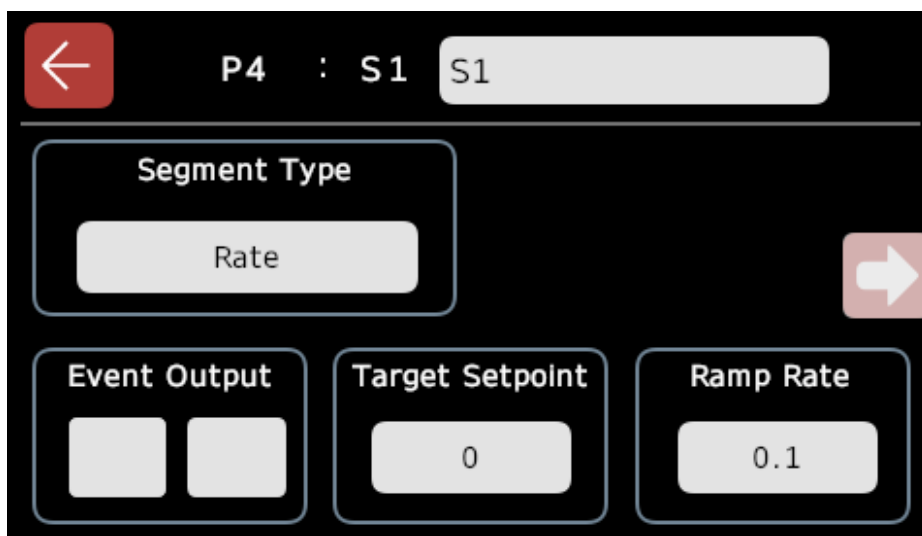 P4 : S1 S1
Segment Type
Rate
Event Output
Target Setpoint
0
Ramp Rate
0.1